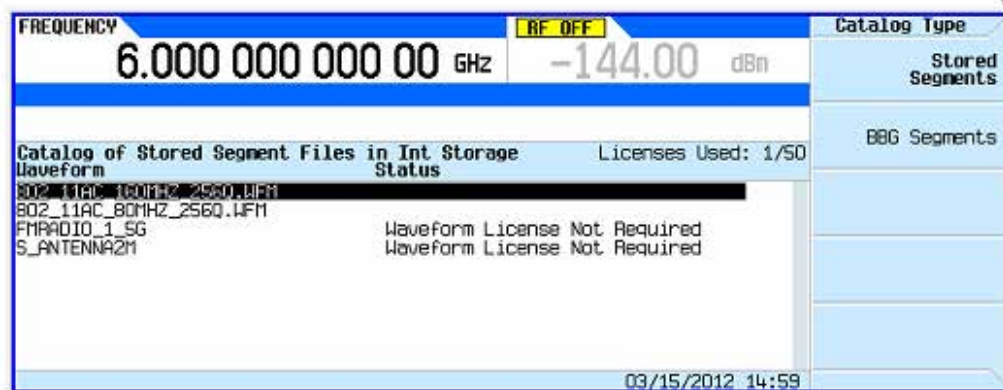 FREQUENCY
6.000 000 000 00 GHz
RF OFF
-144.00 dBm
Catalog of Stored Segment Files in Int Storage
Licenses Used: 1/50
Waveform Status
802_11AC_160MHZ_256Q.WFM
802_11AC_80MHZ_256Q.WFM
FMRADIO_1_SG Waveform License Not Required
S_ANTENNA2M Waveform License Not Required
03/15/2012 14:59
Catalog Type
Stored
Segments
BBG Segments